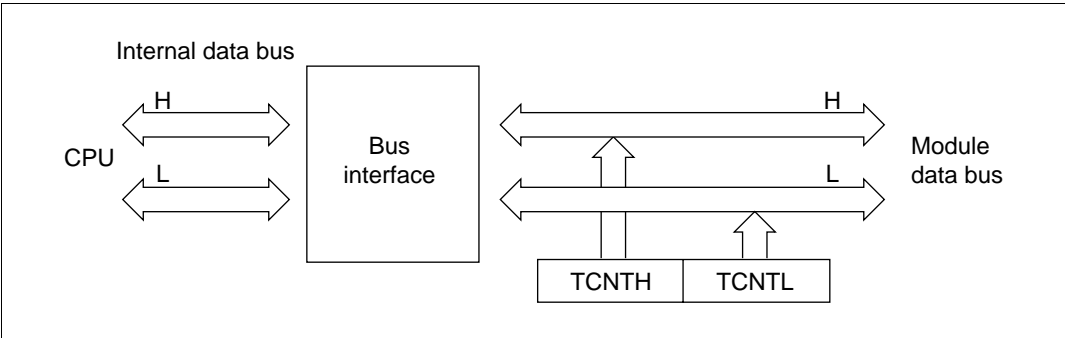 Internal data bus
H
H
CPU
Bus
interface
Module
data bus
L
L
TCNTH
TCNTL